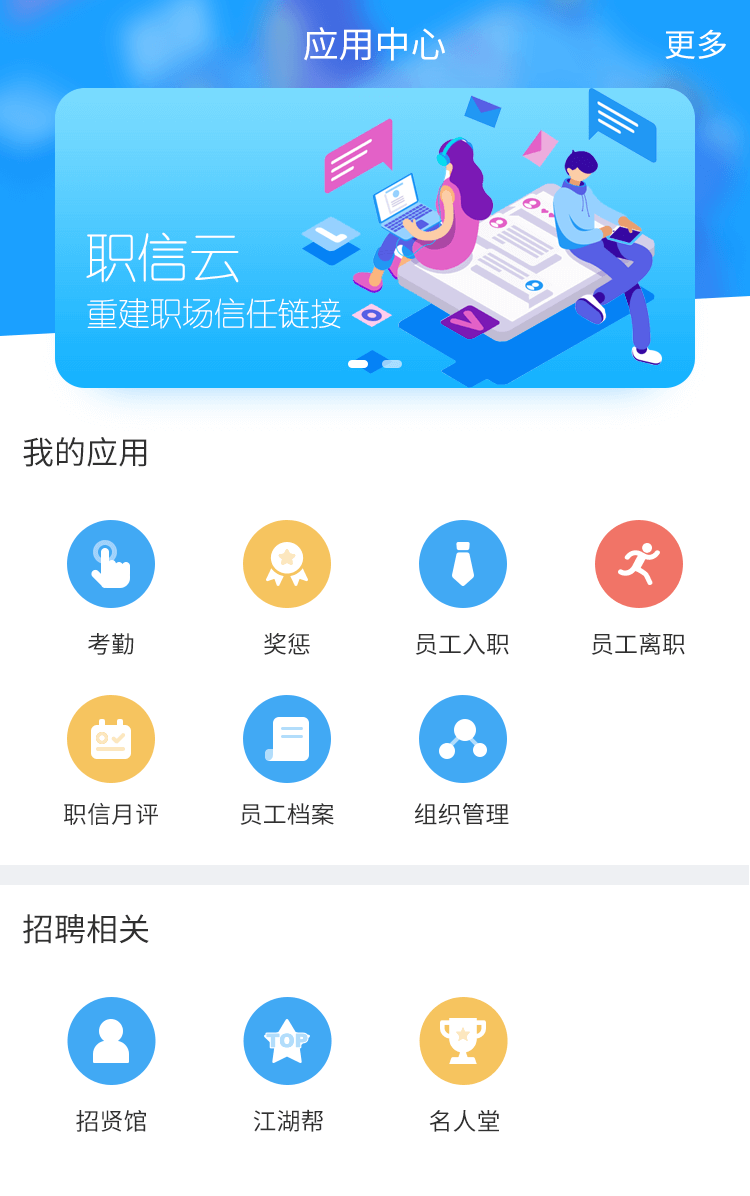 应用中心
更多
职信云
重建职场信任链接
我的应用
考勤 奖惩 员工入职 员工离职
职信月评 员工档案 组织管理
招聘相关
TOP
招贤馆 江湖帮 名人堂